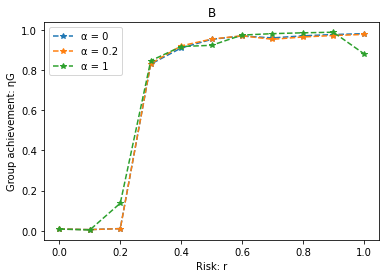 B
α = 0
α = 0.2
α = 1
Group achievement: ηG
1.0
0.8
0.6
0.4
0.2
0.0
0.0 0.2 0.4 0.6 0.8 1.0
Risk: r